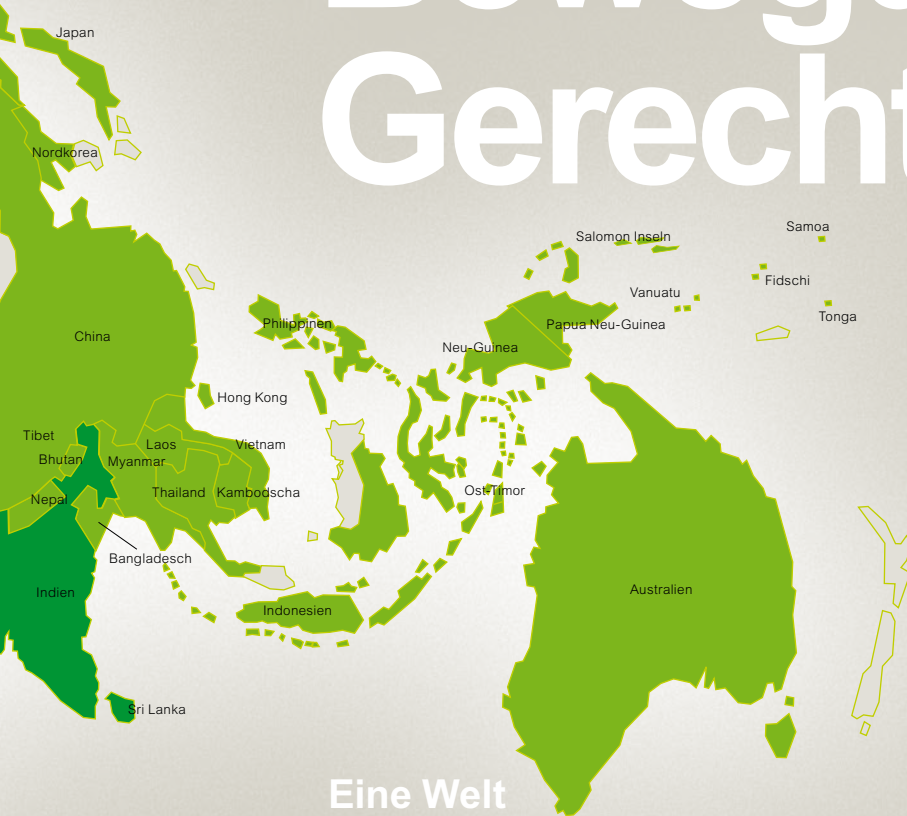 Japan
Gerecht
Nordkorea
Samoa
Salomon Inseln
Fidschi
Vanuatu
Tonga
Philippinen
Papua Neu-Guinea
China
Neu-Guinea
Hong Kong
Tibet
Laos
Vietnam
Bhutan
Myanmar
Ost-Timor
Thailand
Kambodscha
Nepal
Bangladesch
Australien
Indien
Indonesien
Sri Lanka
Eine Welt